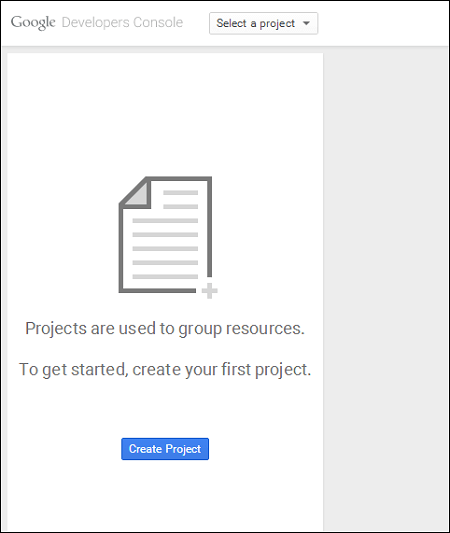 Google Developers Console Select a project
Projects are used to group resources.
To get started, create your first project.
Create Project